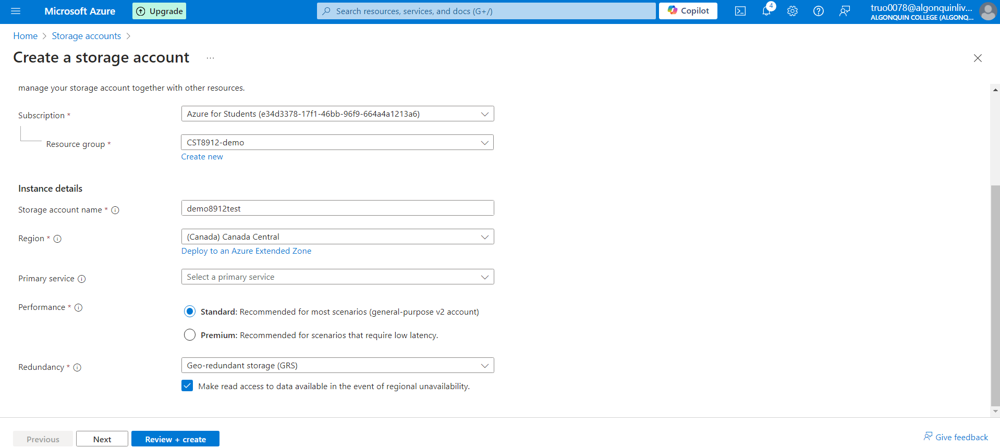 Microsoft Azure
Upgrade
Search resources, services, and docs (G+/)
Copilot
4
truo0078@algonquinliv...
ALGONQUIN COLLEGE (ALGONQ...
Home > Storage accounts >
Create a storage account ...
manage your storage account together with other resources.
Subscription *
Azure for Students (e34d3378-17f1-46bb-96f9-664a4a1213a6)
Resource group *
CST8912-demo
Create new
Instance details
Storage account name *
demo8912test
Region *
(Canada) Canada Central
Deploy to an Azure Extended Zone
Primary service
Select a primary service
Performance *
Standard: Recommended for most scenarios (general-purpose v2 account)
Premium: Recommended for scenarios that require low latency.
Redundancy *
Geo-redundant storage (GRS)
Make read access to data available in the event of regional unavailability.
Previous
Next
Review + create
Give feedback